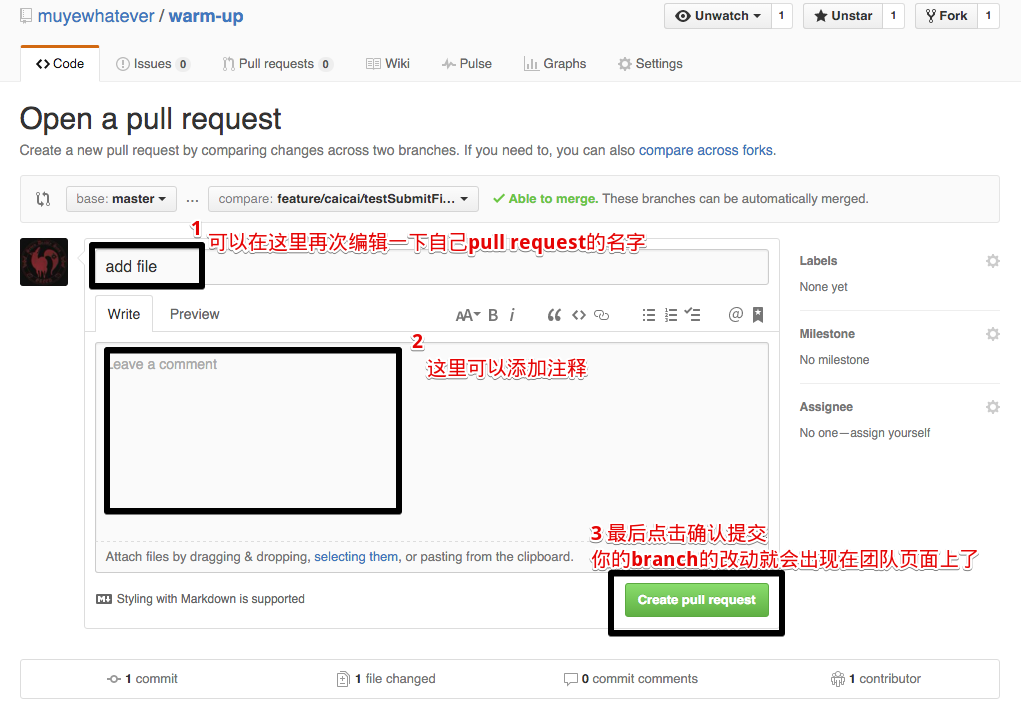 muyewhatever / warm-up
Unwatch 1 Unstar 1 Fork 1
Code Issues 0 Pull requests 0 Wiki Pulse Graphs Settings
Open a pull request
Create a new pull request by comparing changes across two branches. If you need to, you can also compare across forks.
base: master ... compare: feature/caicai/testSubmitFi... Able to merge. These branches can be automatically merged.
1 可以在这里再次编辑一下自己pull request的名字
add file
Write Preview AA B i @
2
这里可以添加注释
Leave a comment
Labels
None yet
Milestone
No milestone
Assignee
No one—assign yourself
3 最后点击确认提交
你的branch的改动就会出现在团队页面上了
Attach files by dragging & dropping, selecting them, or pasting from the clipboard.
Styling with Markdown is supported
Create pull request
1 commit 1 file changed 0 commit comments 1 contributor